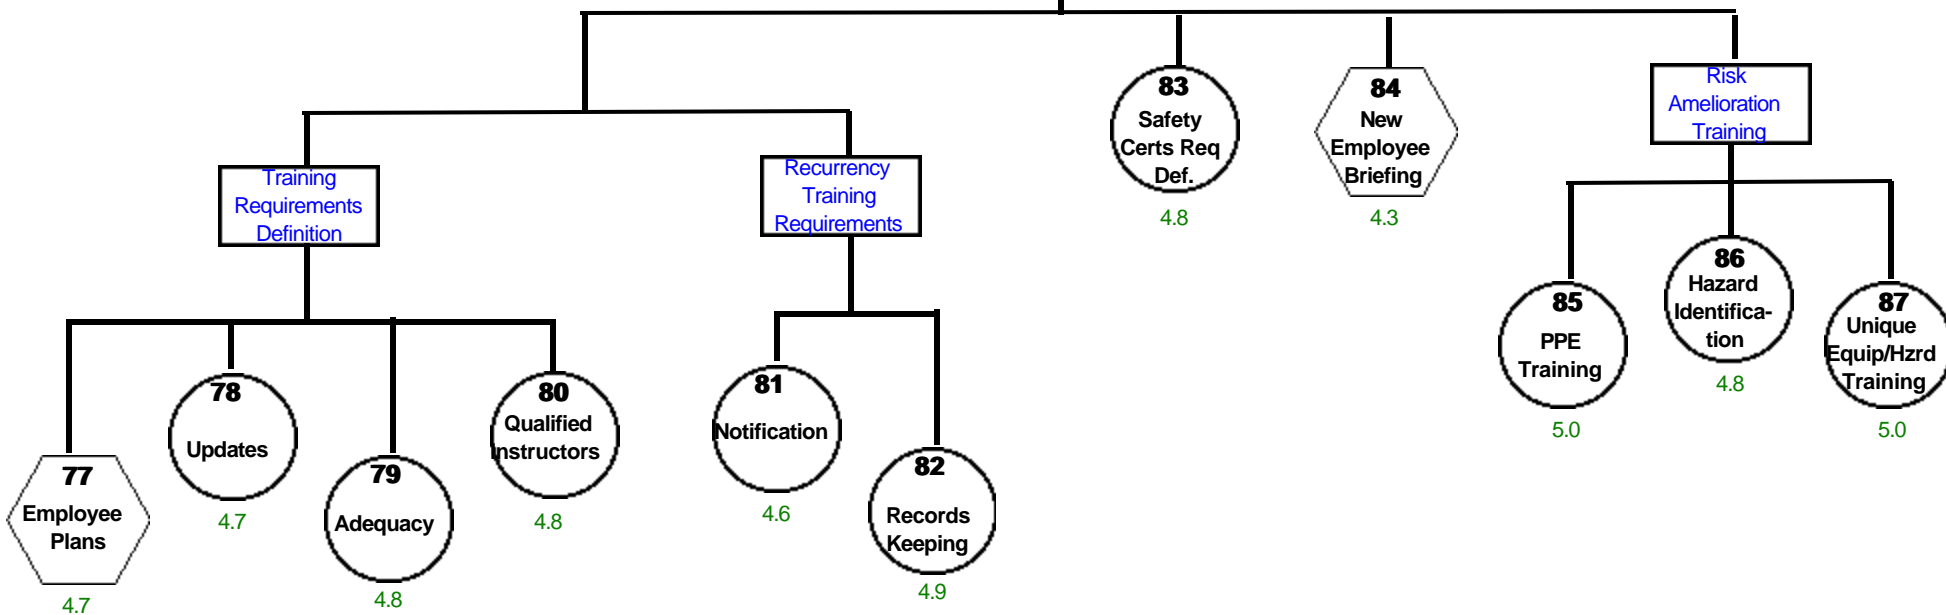 83
Safety
Certs Req
Def.
4.8
84
New
Employee
Briefing
4.3
Risk
Amelioration
Training
Training
Requirements
Definition
Recurrency
Training
Requirements
77
Employee
Plans
4.7
78
Updates
4.7
79
Adequacy
4.8
80
Qualified
Instructors
4.8
81
Notification
4.6
82
Records
Keeping
4.9
85
PPE
Training
5.0
86
Hazard
Identifica-
tion
4.8
87
Unique
Equip/Hzrd
Training
5.0